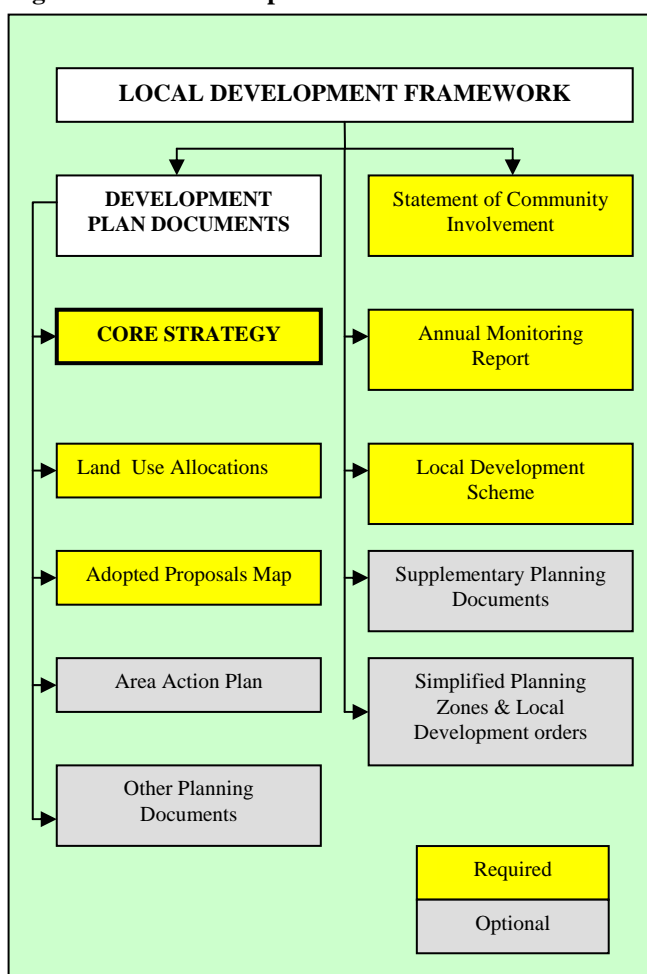 LOCAL DEVELOPMENT FRAMEWORK
DEVELOPMENT
PLAN DOCUMENTS
Statement of Community
Involvement
CORE STRATEGY
Annual Monitoring
Report
Land Use Allocations
Local Development
Scheme
Adopted Proposals Map
Supplementary Planning
Documents
Area Action Plan
Simplified Planning
Zones & Local
Development orders
Other Planning
Documents
Required
Optional